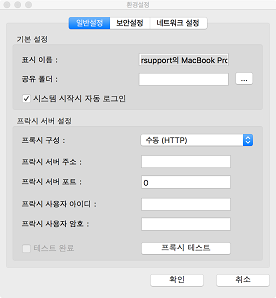 환경설정
일반설정 보안설정 네트워크 설정
기본 설정
표시 이름 : rsupport의 MacBook Pro
공유 폴더 : ...
시스템 시작시 자동 로그인
프락시 서버 설정
프록시 구성 : 수동 (HTTP)
프락시 서버 주소 :
프락시 서버 포트 : 0
프락시 사용자 아이디 :
프락시 사용자 암호 :
테스트 완료 프록시 테스트
확인 취소